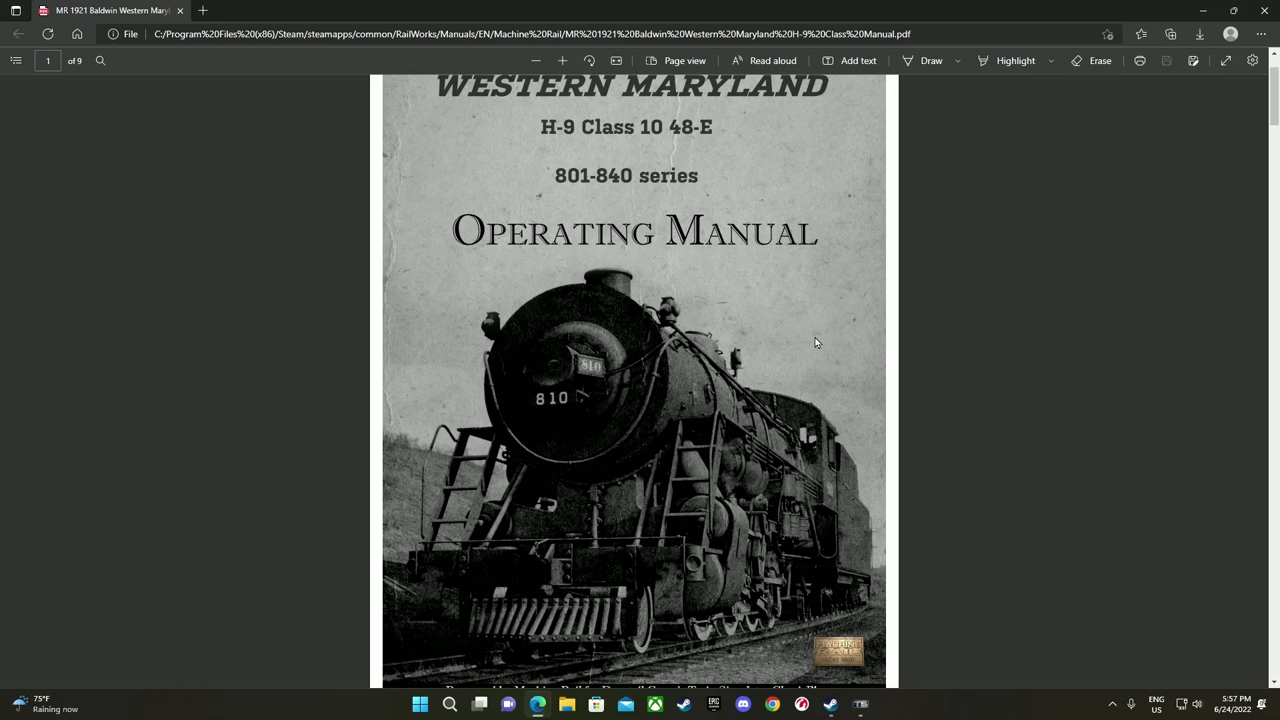 MR 1921 Baldwin Western Mary
File
C:/Program%20Files%20(x86)/Steam/steamapps/common/RailWorks/Manuals/EN/Machine%20Rail/MR%201921%20Baldwin%20Western%20Maryland%20H-9%20Class%20Manual.pdf
1 of 9
Page view
Read aloud
Add text
Draw
Highlight
Erase
WESTERN MARYLAND
H-9 Class 10 48-E
801-840 series
OPERATING MANUAL
810
810
75°F
Raining now
EPIC
TS
ENG
US
5:57 PM
6/24/2022